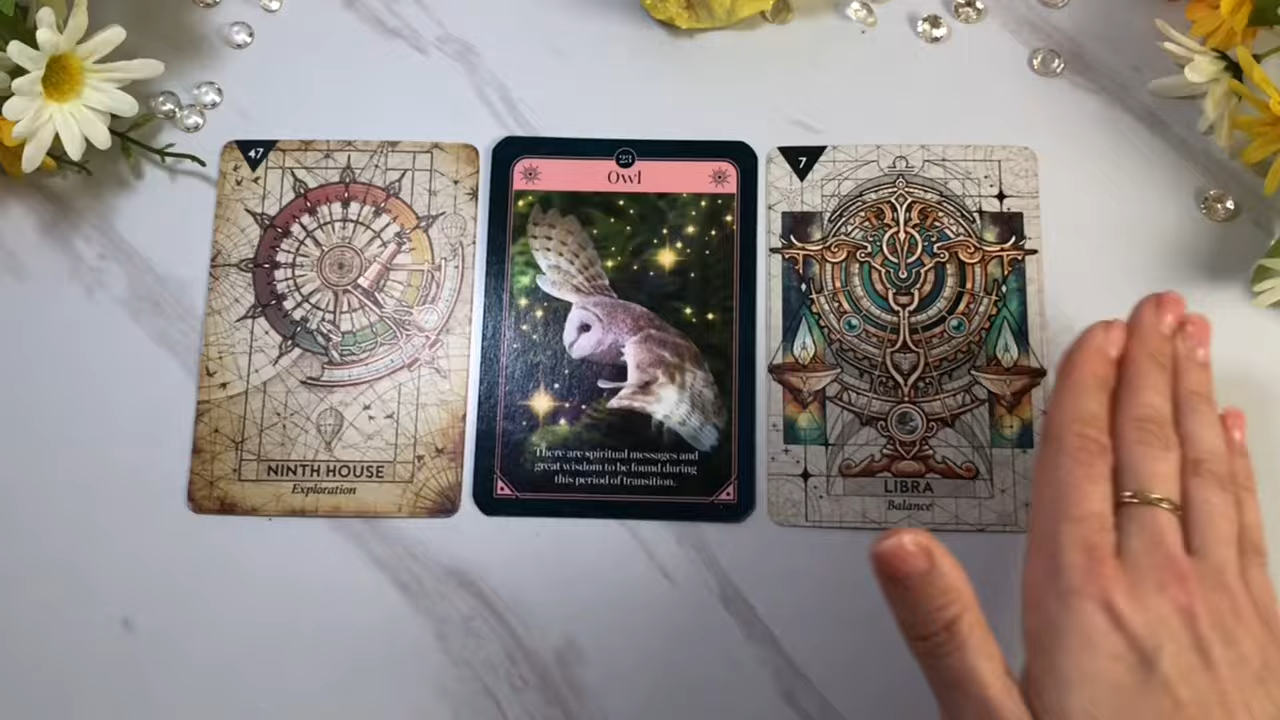 47
NINTH HOUSE
Exploration
23
Owl
There are spiritual messages and
great wisdom to be found during
this period of transition.
7
LIBRA
Balance